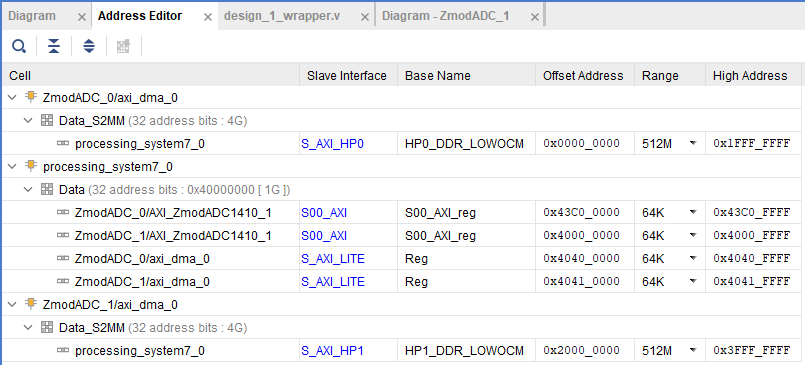 Diagram × Address Editor × design_1_wrapper.v × Diagram - ZmodADC_1 ×
Cell Slave Interface Base Name Offset Address Range High Address
ZmodADC_0/axi_dma_0
Data_S2MM (32 address bits : 4G)
processing_system7_0 S_AXI_HP0 HP0_DDR_LOWOCM 0x0000_0000 512M 0x1FFF_FFFF
processing_system7_0
Data (32 address bits : 0x40000000 [ 1G ])
ZmodADC_0/AXI_ZmodADC1410_1 S00_AXI S00_AXI_reg 0x43C0_0000 64K 0x43C0_FFFF
ZmodADC_1/AXI_ZmodADC1410_1 S00_AXI S00_AXI_reg 0x4000_0000 64K 0x4000_FFFF
ZmodADC_0/axi_dma_0 S_AXI_LITE Reg 0x4040_0000 64K 0x4040_FFFF
ZmodADC_1/axi_dma_0 S_AXI_LITE Reg 0x4041_0000 64K 0x4041_FFFF
ZmodADC_1/axi_dma_0
Data_S2MM (32 address bits : 4G)
processing_system7_0 S_AXI_HP1 HP1_DDR_LOWOCM 0x2000_0000 512M 0x3FFF_FFFF